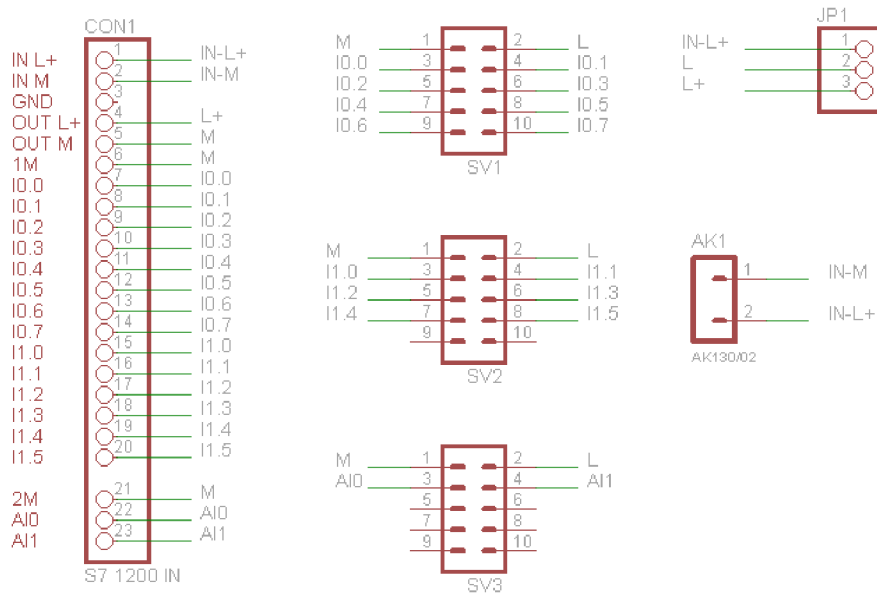 CON1
IN L+ 1 IN-L+
IN M 2 IN-M
GND 3
OUT L+ 4 L+
OUT M 5 M
1M 6 M
I0.0 7 I0.0
I0.1 8 I0.1
I0.2 9 I0.2
I0.3 10 I0.3
I0.4 11 I0.4
I0.5 12 I0.5
I0.6 13 I0.6
I0.7 14 I0.7
I1.0 15 I1.0
I1.1 16 I1.1
I1.2 17 I1.2
I1.3 18 I1.3
I1.4 19 I1.4
I1.5 20 I1.5
2M 21 M
AI0 22 AI0
AI1 23 AI1
S7 1200 IN
M 1 2 L
I0.0 3 4 I0.1
I0.2 5 6 I0.3
I0.4 7 8 I0.5
I0.6 9 10 I0.7
SV1
M 1 2 L
I1.0 3 4 I1.1
I1.2 5 6 I1.3
I1.4 7 8 I1.5
9 10
SV2
M 1 2 L
AI0 3 4 AI1
5 6
7 8
9 10
SV3
JP1
IN-L+ 1
L 2
L+ 3
AK1
1 IN-M
2 IN-L+
AK130/02